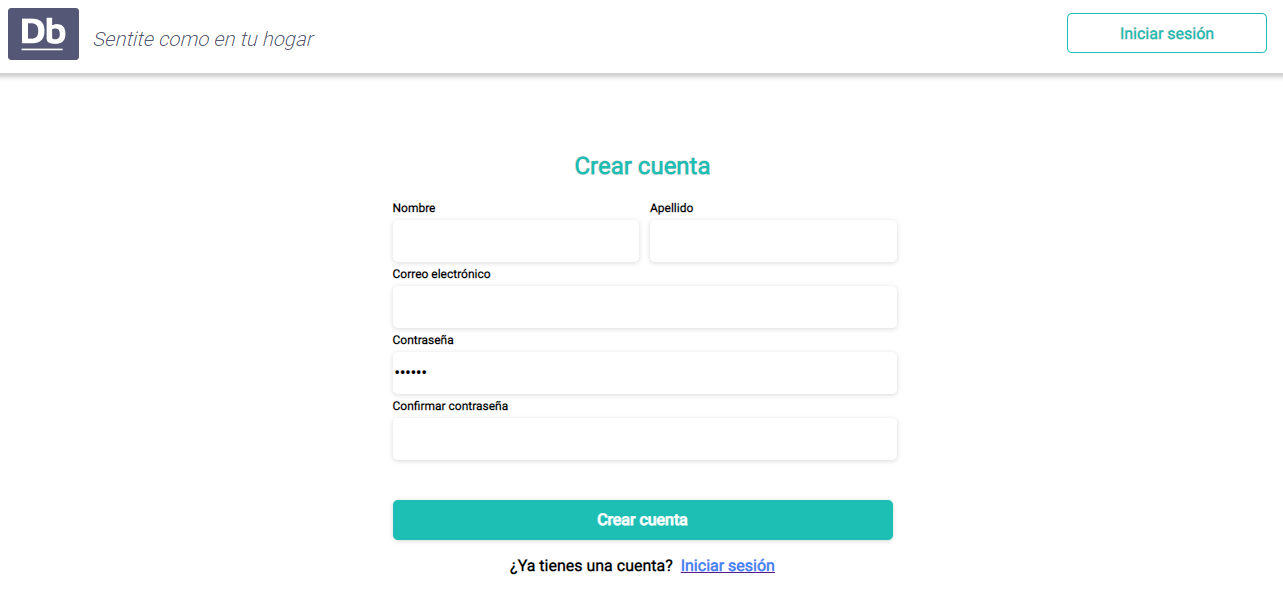 Db
Sentite como en tu hogar
Iniciar sesión
Crear cuenta
Nombre Apellido
Correo electrónico
Contraseña
••••••
Confirmar contraseña
Crear cuenta
¿Ya tienes una cuenta? Iniciar sesión